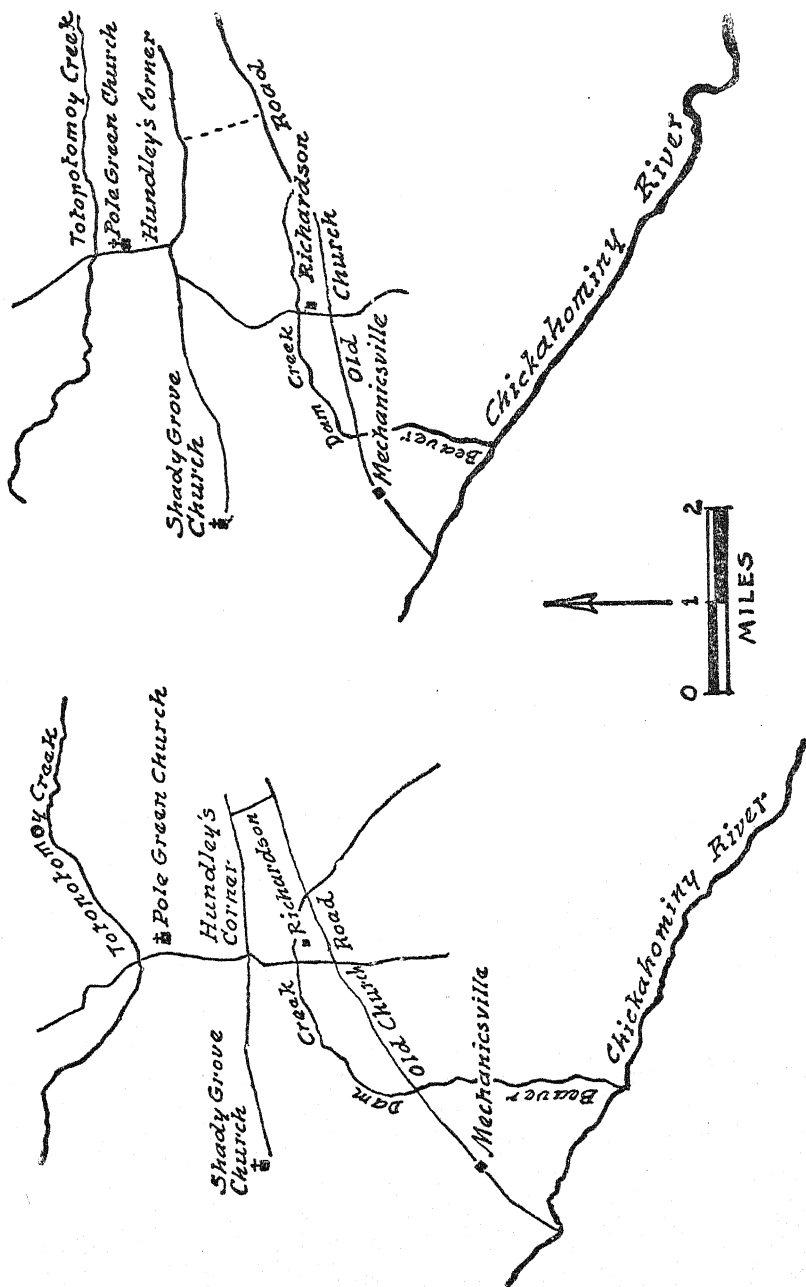 Totopotomoy Creek
Pole Green Church
Hundley's
Corner
Shady Grove
Church
Richardson
Creek
Dam
Beaver
Old Church
Road
Mechanicsville
Chickahominy River
Totopotomoy Creek
Pole Green Church
Hundley's Corner
Shady Grove
Church
Road
Richardson
Creek
Dam
Beaver
Old
Church
Mechanicsville
Chickahominy River
0 1 2
MILES